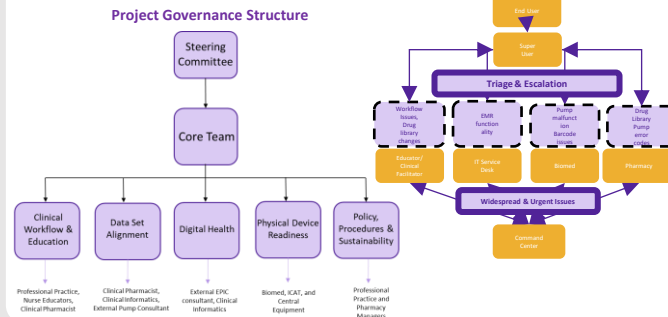 Project Governance Structure
Steering
Committee
Core Team
Clinical
Workflow &
Education
Data Set
Alignment
Digital Health
Physical Device
Readiness
Policy,
Procedures &
Sustainability
Professional Practice,
Nurse Educators,
Clinical Pharmacist
Clinical Pharmacist,
Clinical Informatics,
External Pump Consultant
External EPIC
consultant, Clinical
Informatics
Biomed, ICAT, and
Central
Equipment
Professional
Practice and
Pharmacy
Managers
End User
Super
User
Triage & Escalation
Workflow
Issues,
Drug
library
changes
EMR
function
ality
Pump
malfunct
ion
Barcode
issues
Drug
Library
Pump
error
codes
Educator/
Clinical
Facilitator
IT Service
Desk
Biomed
Pharmacy
Widespread & Urgent Issues
Command
Center